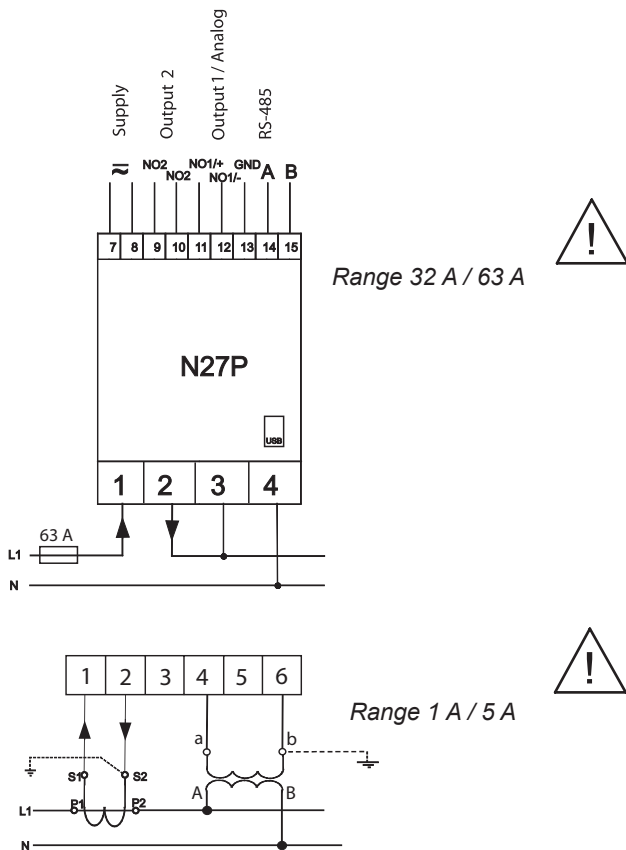 Supply
Output 2
Output 1 / Analog
RS-485
NO2 NO1/+ GND A B
NO2 NO1/-
7 8 9 10 11 12 13 14 15
Range 32 A / 63 A
!
N27P
USB
1 2 3 4
63 A
L1
N
!
1 2 3 4 5 6
Range 1 A / 5 A
a b
S1 S2
A B
P1 P2
L1
N